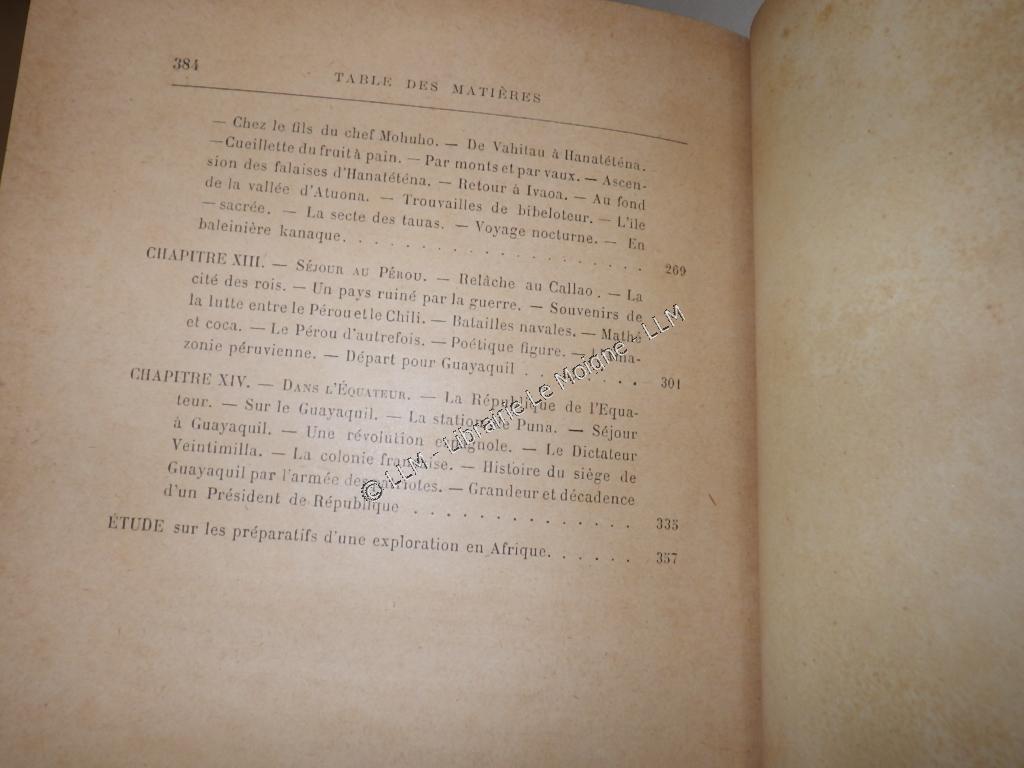 384
TABLE DES MATIÈRES
— Chez le fils du chef Mohuho. — De Vahitau à Hanatéténa.
— Cueillette du fruit à pain. — Par monts et par vaux. — Ascen-
sion des falaises d'Hanatéténa. — Retour à Ivaoa. — Au fond
de la vallée d'Atuona. — Trouvailles de bibeloteur. — L'île
— sacrée. — La secte des tauas. — Voyage nocturne. — En
baleinière kanaque. . . . . . . . . . . . . . . . . . . 269
CHAPITRE XIII. — SÉJOUR AU PÉROU. — Relâche au Callao. — La
cité des rois. — Un pays ruiné par la guerre. — Souvenirs de
la lutte entre le Pérou et le Chili. — Batailles navales. — Mathé
et coca. — Le Pérou d'autrefois. — Poétique figure. — L'Ama-
zonie péruvienne. — Départ pour Guayaquil . . . . . . . . 301
CHAPITRE XIV. — DANS L'ÉQUATEUR. — La République de l'Equa-
teur. — Sur le Guayaquil. — La station de Puna. — Séjour
à Guayaquil. — Une révolution espagnole. — Le Dictateur
Veintimilla. — La colonie française. — Histoire du siège de
Guayaquil par l'armée des patriotes. — Grandeur et décadence
d'un Président de République . . . . . . . . . . . . . 335
ÉTUDE sur les préparatifs d'une exploration en Afrique. . . . . . 357
© LLM - Librairie Le Moigne - LLM